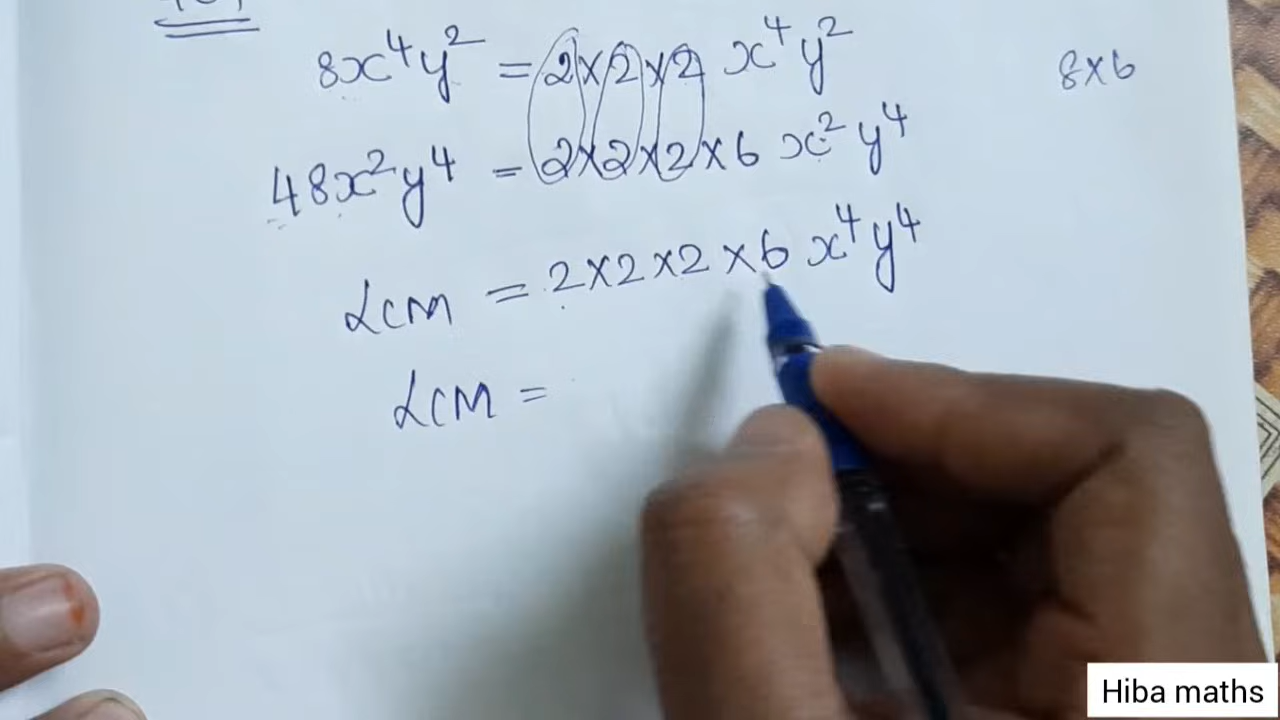 8x⁴y² = 2×2×2 x⁴y²
8×6
48x²y⁴ = 2×2×2×6 x²y⁴
LCM = 2×2×2×6 x⁴y⁴
LCM =
Hiba maths